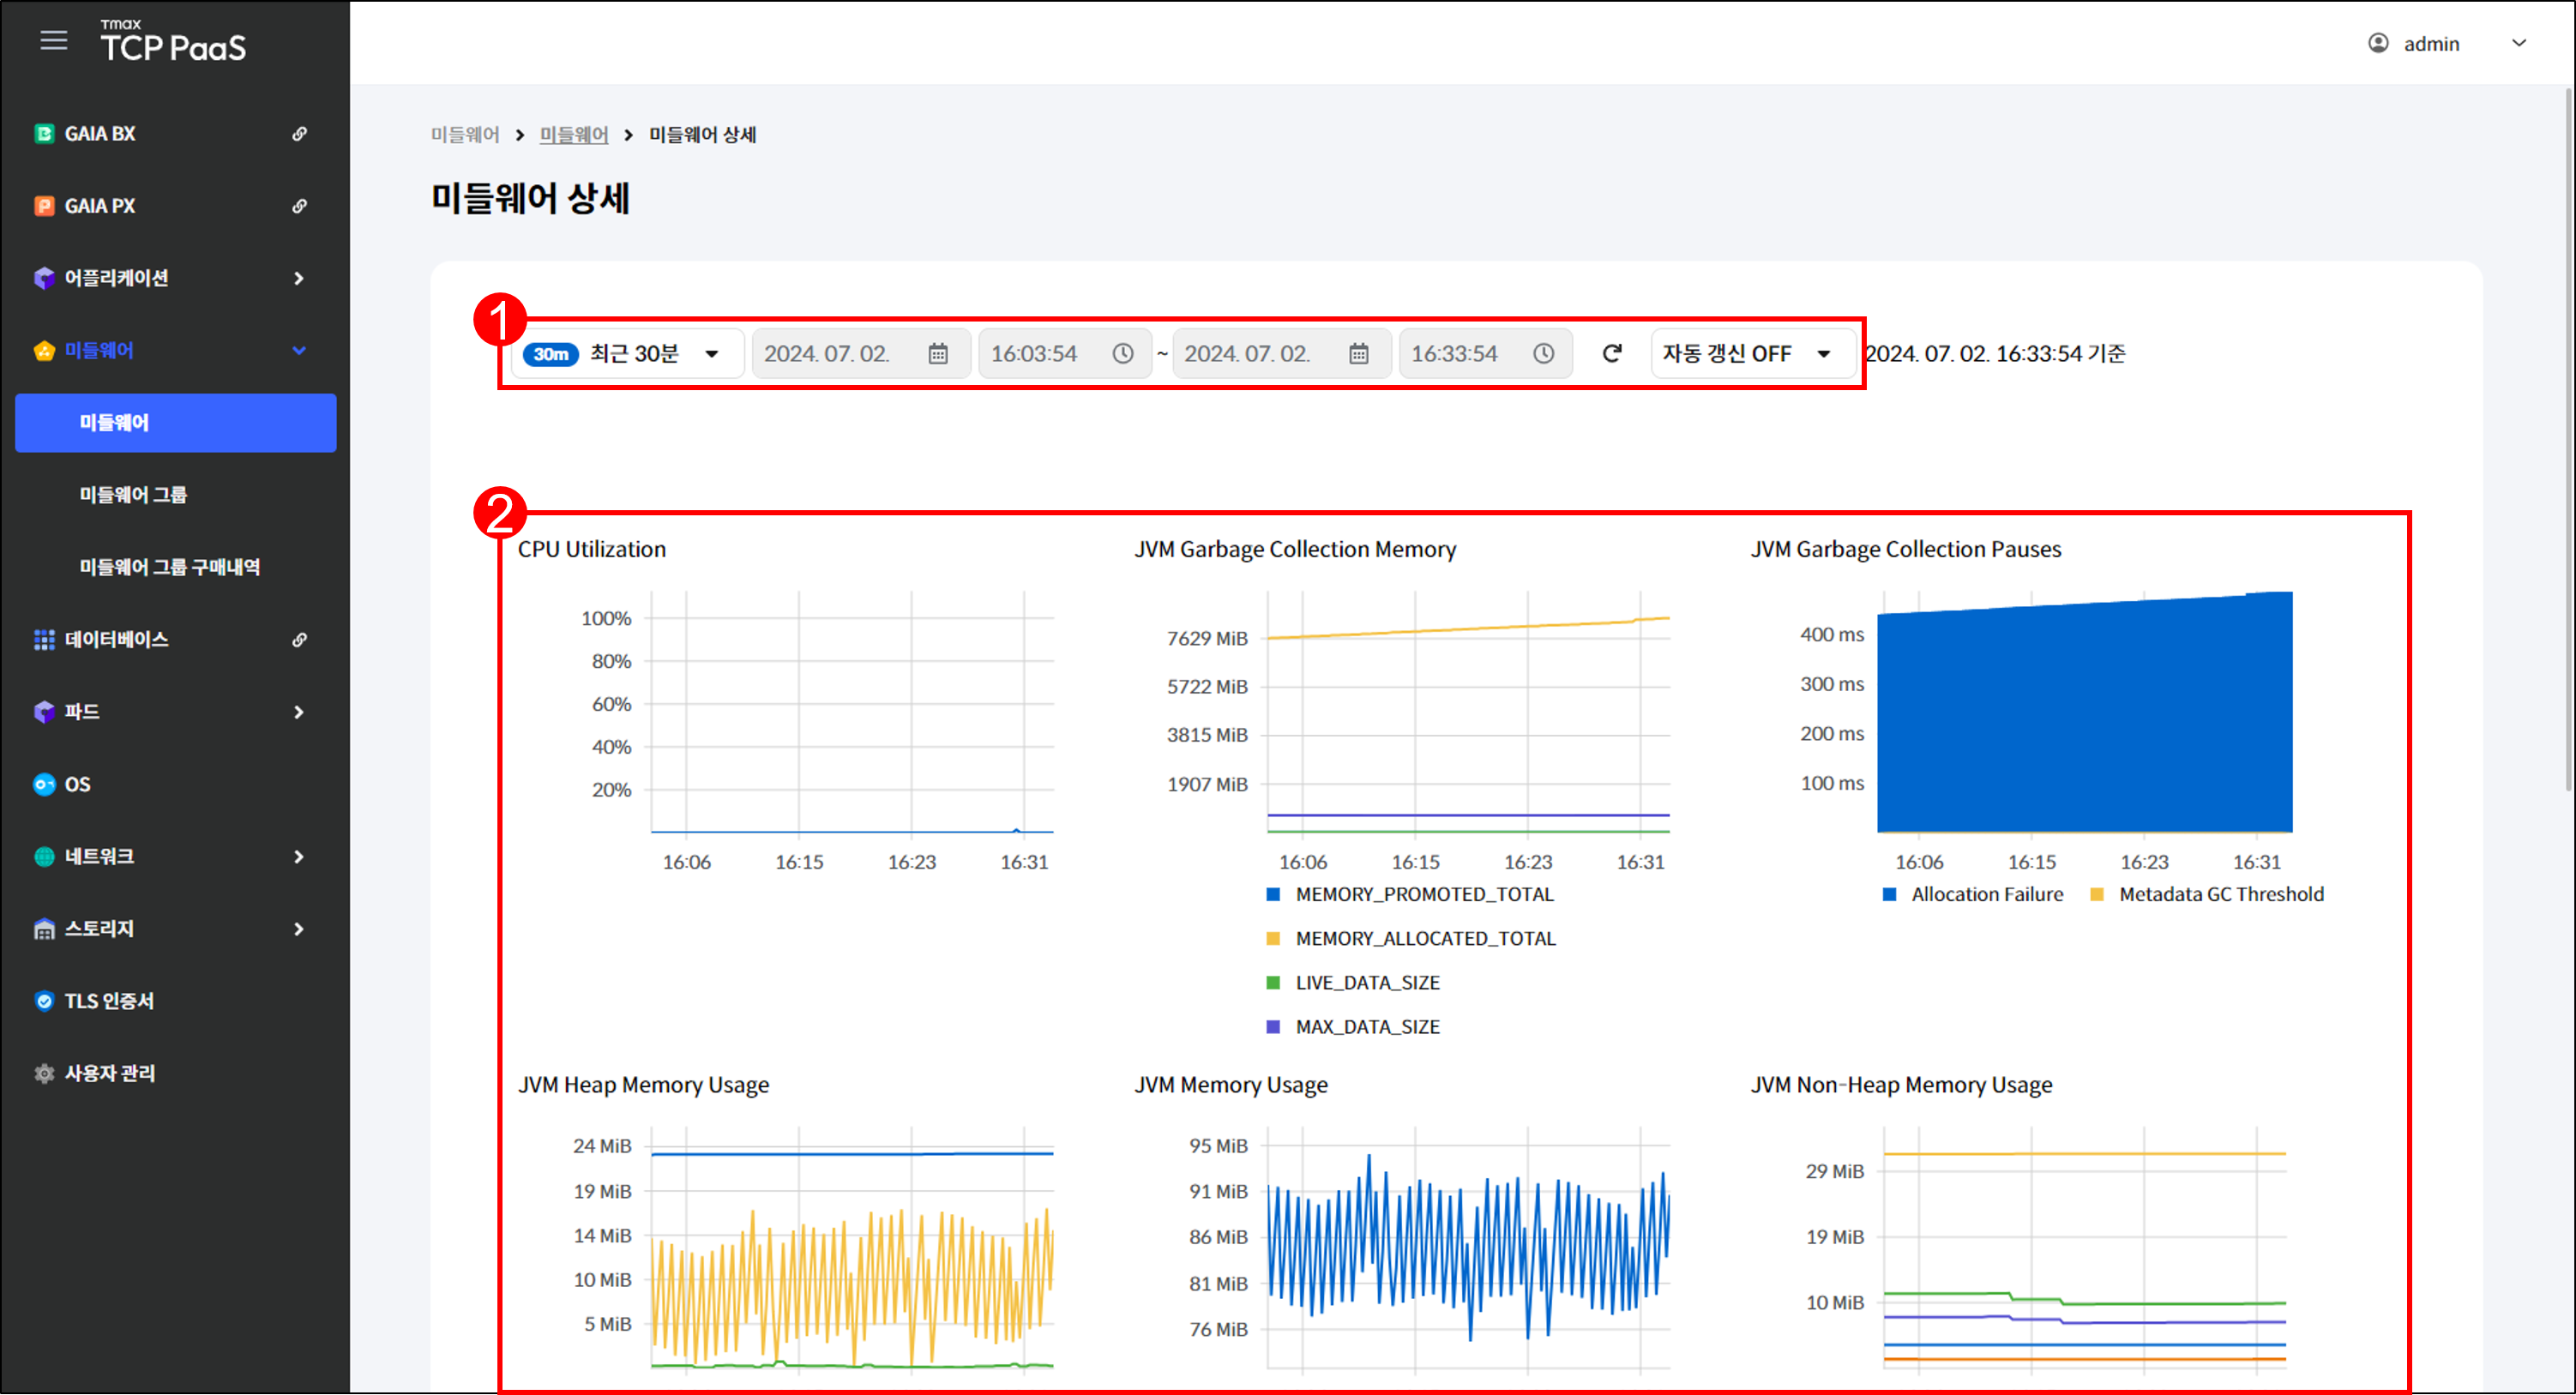 Tmax
TCP PaaS
admin
GAIA BX
GAIA PX
어플리케이션
미들웨어
미들웨어
미들웨어 그룹
미들웨어 그룹 구매내역
데이터베이스
파드
OS
네트워크
스토리지
TLS 인증서
사용자 관리
미들웨어 > 미들웨어 > 미들웨어 상세
미들웨어 상세
1
30m 최근 30분 2024. 07. 02. 16:03:54 ~ 2024. 07. 02. 16:33:54 자동 갱신 OFF 2024. 07. 02. 16:33:54 기준
2
CPU Utilization
100%
80%
60%
40%
20%
16:06 16:15 16:23 16:31
JVM Garbage Collection Memory
7629 MiB
5722 MiB
3815 MiB
1907 MiB
16:06 16:15 16:23 16:31
MEMORY_PROMOTED_TOTAL
MEMORY_ALLOCATED_TOTAL
LIVE_DATA_SIZE
MAX_DATA_SIZE
JVM Garbage Collection Pauses
400 ms
300 ms
200 ms
100 ms
16:06 16:15 16:23 16:31
Allocation Failure Metadata GC Threshold
JVM Heap Memory Usage
24 MiB
19 MiB
14 MiB
10 MiB
5 MiB
JVM Memory Usage
95 MiB
91 MiB
86 MiB
81 MiB
76 MiB
JVM Non-Heap Memory Usage
29 MiB
19 MiB
10 MiB